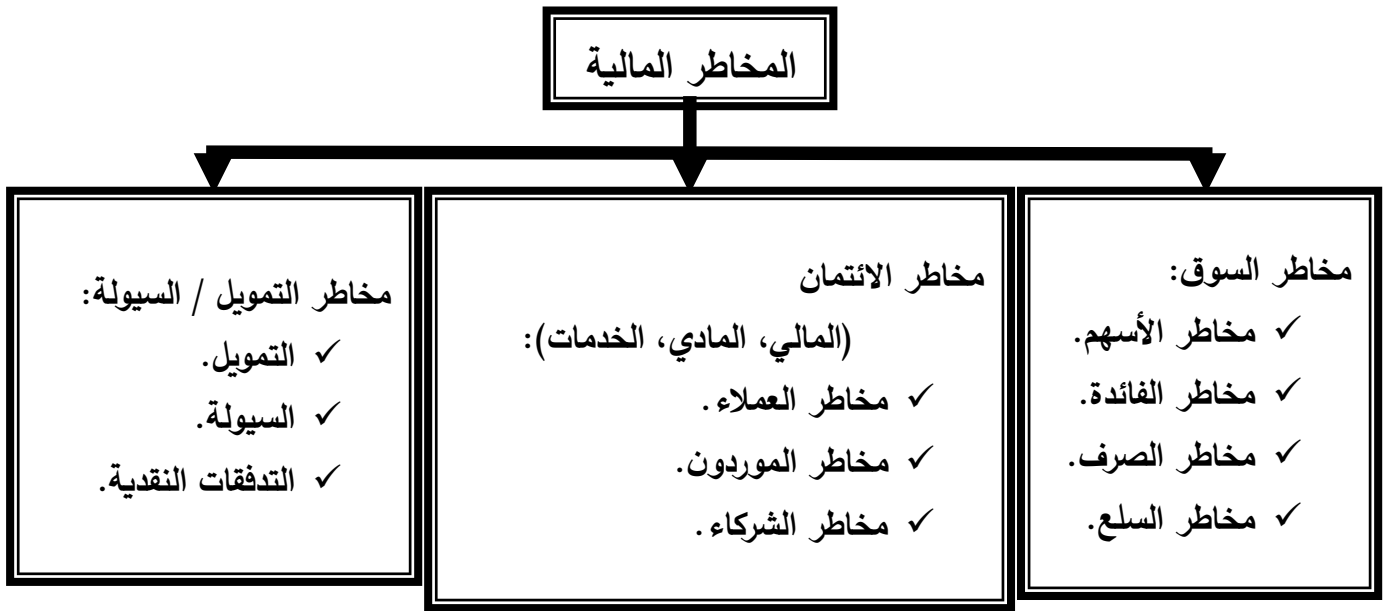 المخاطر المالية
مخاطر السوق:
✓ مخاطر الأسهم.
✓ مخاطر الفائدة.
✓ مخاطر الصرف.
✓ مخاطر السلع.
مخاطر الائتمان
(المالي، المادي، الخدمات):
✓ مخاطر العملاء.
✓ مخاطر الموردون.
✓ مخاطر الشركاء.
مخاطر التمويل / السيولة:
✓ التمويل.
✓ السيولة.
✓ التدفقات النقدية.